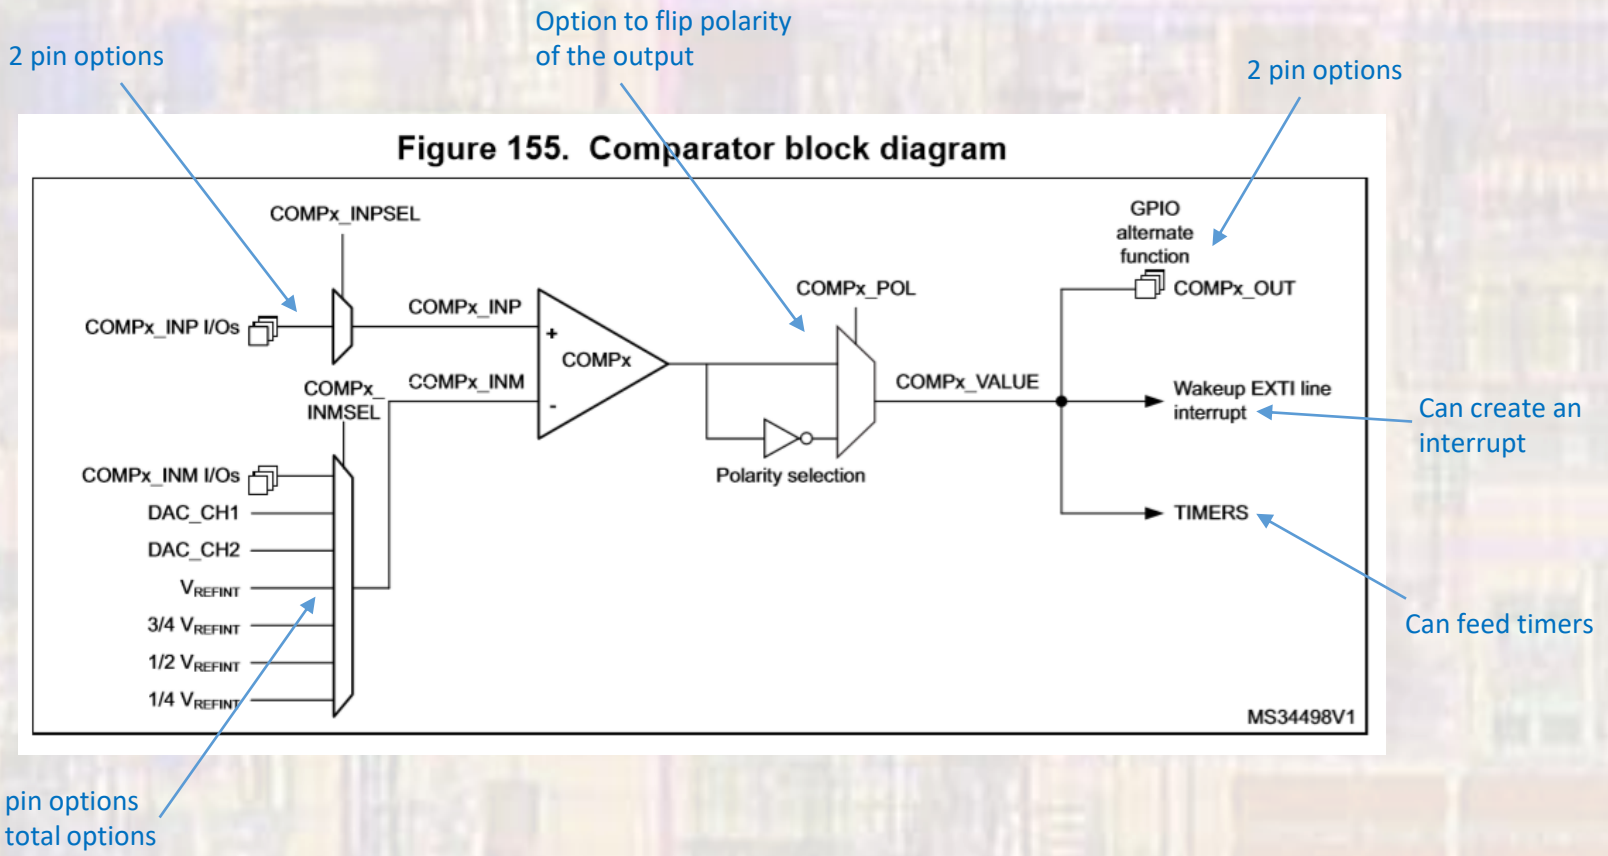 Option to flip polarity
of the output
2 pin options
2 pin options
Figure 155. Comparator block diagram
COMPx_INPSEL
GPIO
alternate
function
COMPx_OUT
COMPx_POL
COMPx_INP I/Os
COMPx_INP
+
COMPx
-
COMPx_INM
COMPx_
INMSEL
COMPx_VALUE
Wakeup EXTI line
interrupt
Can create an
interrupt
Polarity selection
COMPx_INM I/Os
DAC_CH1
DAC_CH2
VREFINT
3/4 VREFINT
1/2 VREFINT
1/4 VREFINT
TIMERS
Can feed timers
MS34498V1
pin options
total options